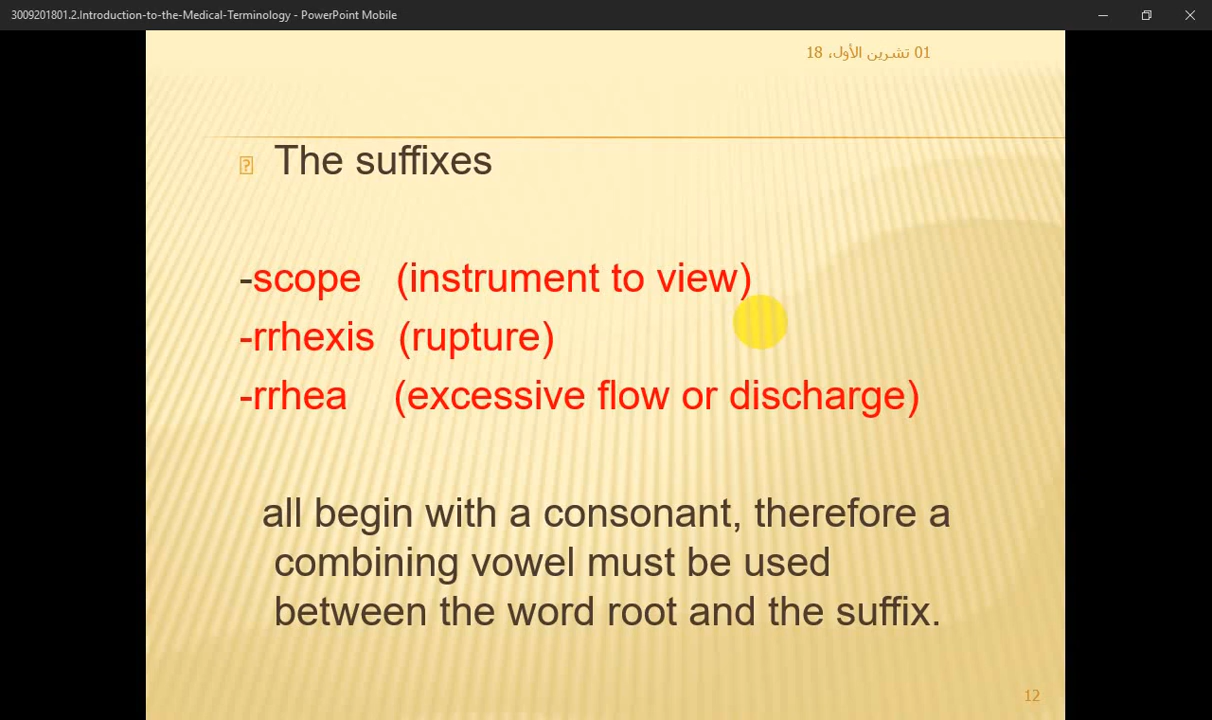 3009201801.2.Introduction-to-the-Medical-Terminology - PowerPoint Mobile
01 تشرين الأول، 18
The suffixes
-scope (instrument to view)
-rrhexis (rupture)
-rrhea (excessive flow or discharge)
all begin with a consonant, therefore a
combining vowel must be used
between the word root and the suffix.
12